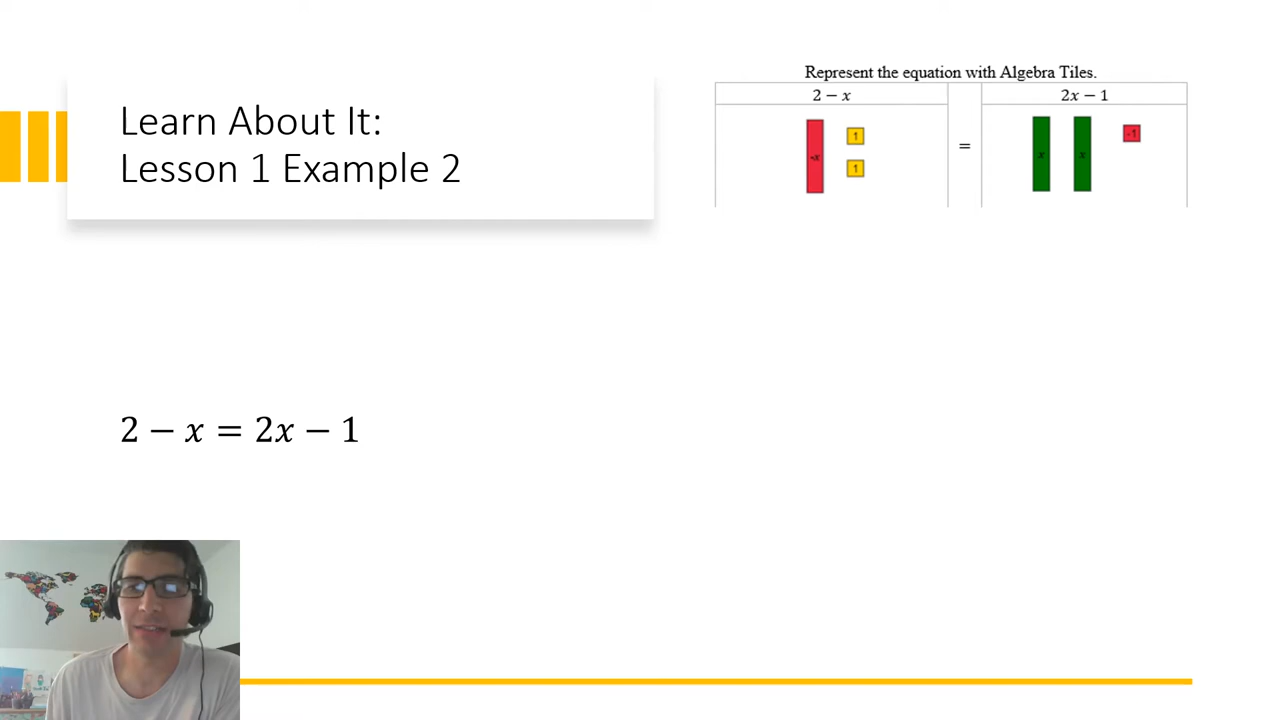 Learn About It:
Lesson 1 Example 2
Represent the equation with Algebra Tiles.
2 − x
2x − 1
-x
1
1
=
x
x
-1
2 − x = 2x − 1